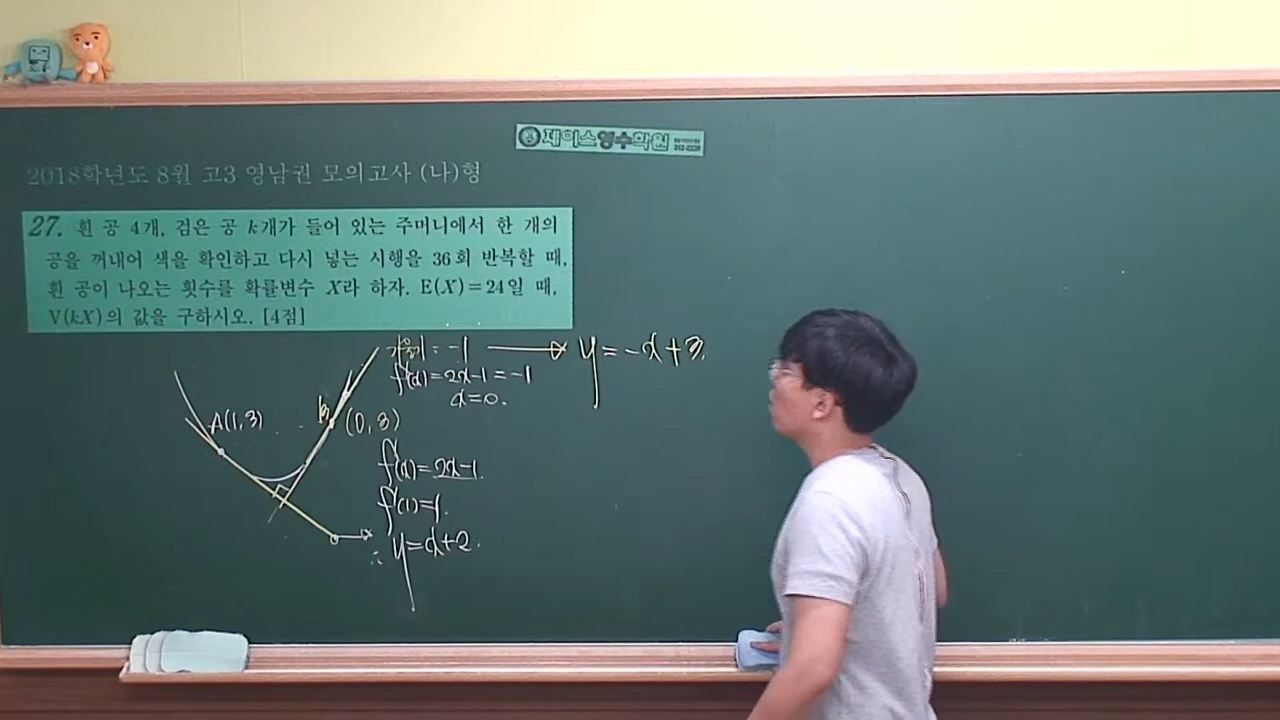 제이스영수학원
2018학년도 8월 고3 영남권 모의고사 (나)형
27. 흰 공 4개, 검은 공 k개가 들어 있는 주머니에서 한 개의
공을 꺼내어 색을 확인하고 다시 넣는 시행을 36회 반복할 때,
흰 공이 나오는 횟수를 확률변수 X라 하자. E(X)=24일 때,
V(kX)의 값을 구하시오. [4점]
기울기 : -1 → y=-x+3.
f'(x)=2x-1=-1
x=0.
A(1,3)
B (0,3)
f'(x)=2x-1.
f'(1)=1.
∴ y=x+2.